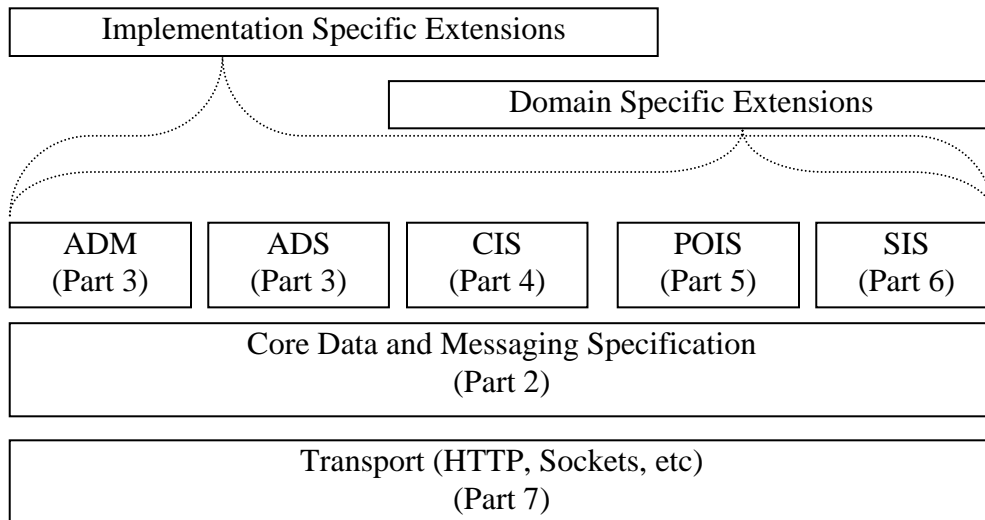 Implementation Specific Extensions
Domain Specific Extensions
ADM
(Part 3)
ADS
(Part 3)
CIS
(Part 4)
POIS
(Part 5)
SIS
(Part 6)
Core Data and Messaging Specification
(Part 2)
Transport (HTTP, Sockets, etc)
(Part 7)